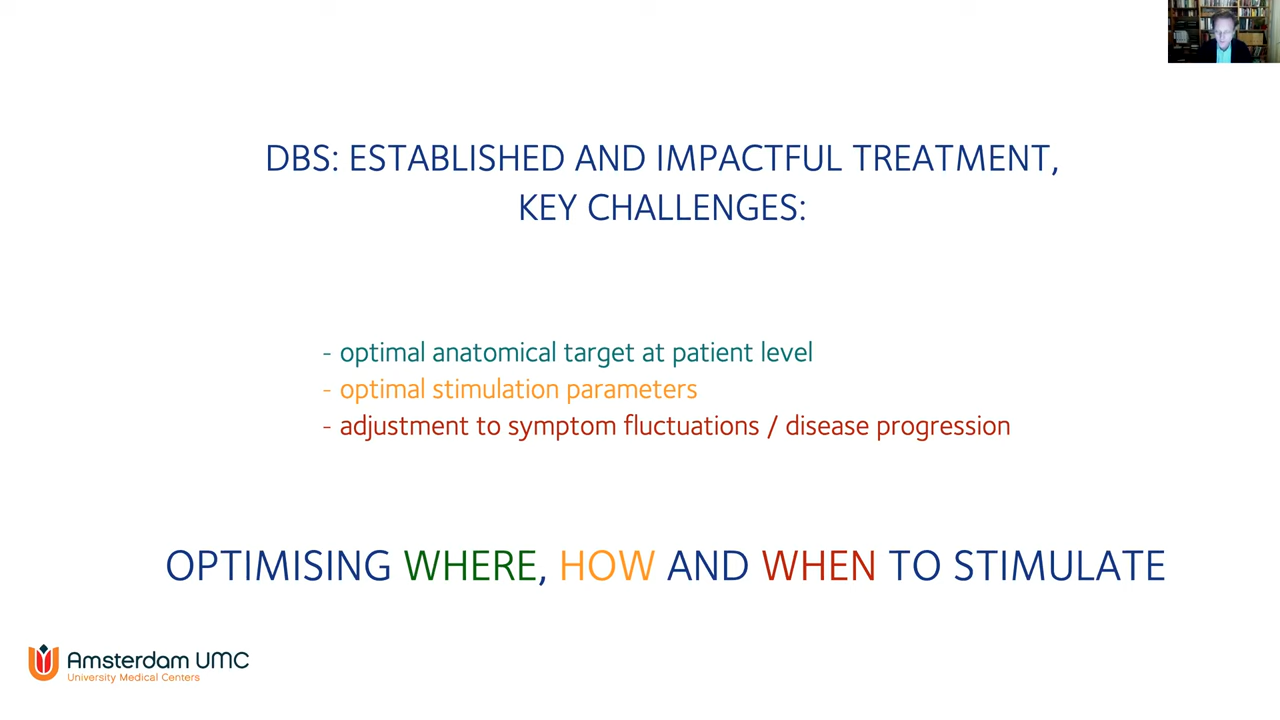 DBS: ESTABLISHED AND IMPACTFUL TREATMENT,
KEY CHALLENGES:
- optimal anatomical target at patient level
- optimal stimulation parameters
- adjustment to symptom fluctuations / disease progression
OPTIMISING WHERE, HOW AND WHEN TO STIMULATE
Amsterdam UMC
University Medical Centers